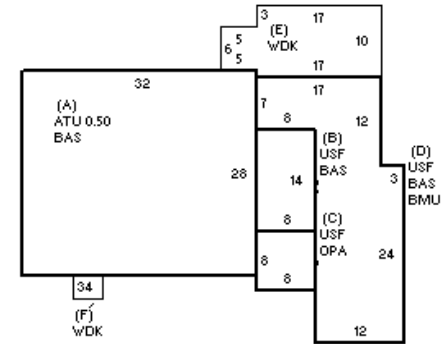 3
17
(E)
WDK
10
5
6
5
17
32
17
(A)
ATU 0.50
BAS
7
8
12
(B)
USF
BAS
(D)
USF
BAS
BMU
28
14
3
8
(C)
USF
OPA
8
8
24
34
(F)
WDK
12